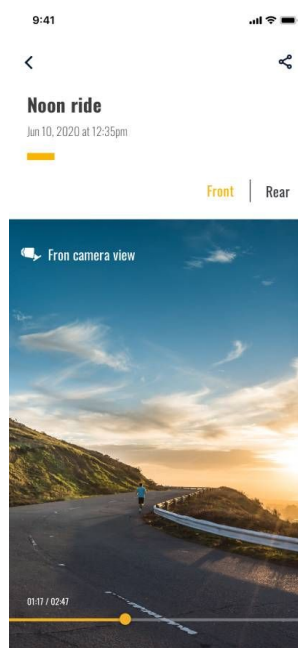 9:41
Noon ride
Jun 10, 2020 at 12:35pm
Front
Rear
Fron camera view
01:17 / 02:47